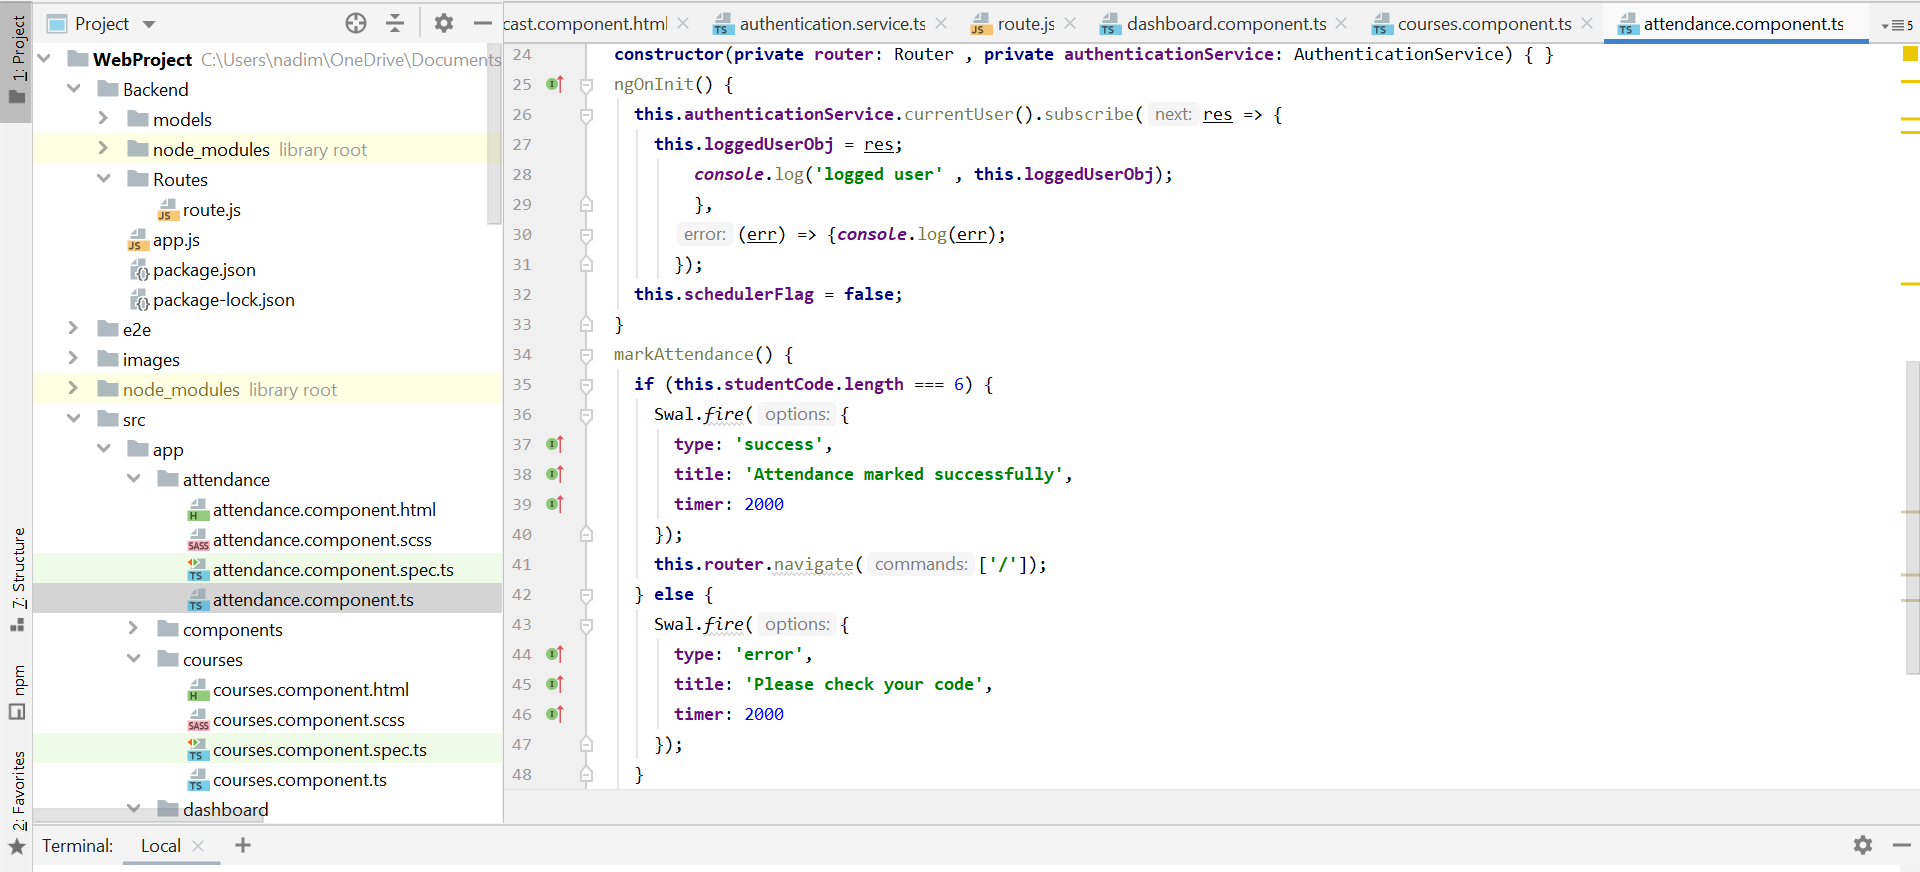 Project
cast.component.html
authentication.service.ts
route.js
dashboard.component.ts
courses.component.ts
attendance.component.ts
5
1: Project
7: Structure
npm
2: Favorites
WebProject C:\Users\nadim\OneDrive\Documents
Backend
models
node_modules library root
Routes
route.js
app.js
package.json
package-lock.json
e2e
images
node_modules library root
src
app
attendance
attendance.component.html
attendance.component.scss
attendance.component.spec.ts
attendance.component.ts
components
courses
courses.component.html
courses.component.scss
courses.component.spec.ts
courses.component.ts
dashboard
24 constructor(private router: Router , private authenticationService: AuthenticationService) { }
25 ngOnInit() {
26 this.authenticationService.currentUser().subscribe( next: res => {
27 this.loggedUserObj = res;
28 console.log('logged user' , this.loggedUserObj);
29 },
30 error: (err) => {console.log(err);
31 });
32 this.schedulerFlag = false;
33 }
34 markAttendance() {
35 if (this.studentCode.length === 6) {
36 Swal.fire( options: {
37 type: 'success',
38 title: 'Attendance marked successfully',
39 timer: 2000
40 });
41 this.router.navigate( commands: ['/']);
42 } else {
43 Swal.fire( options: {
44 type: 'error',
45 title: 'Please check your code',
46 timer: 2000
47 });
48 }
Terminal: Local